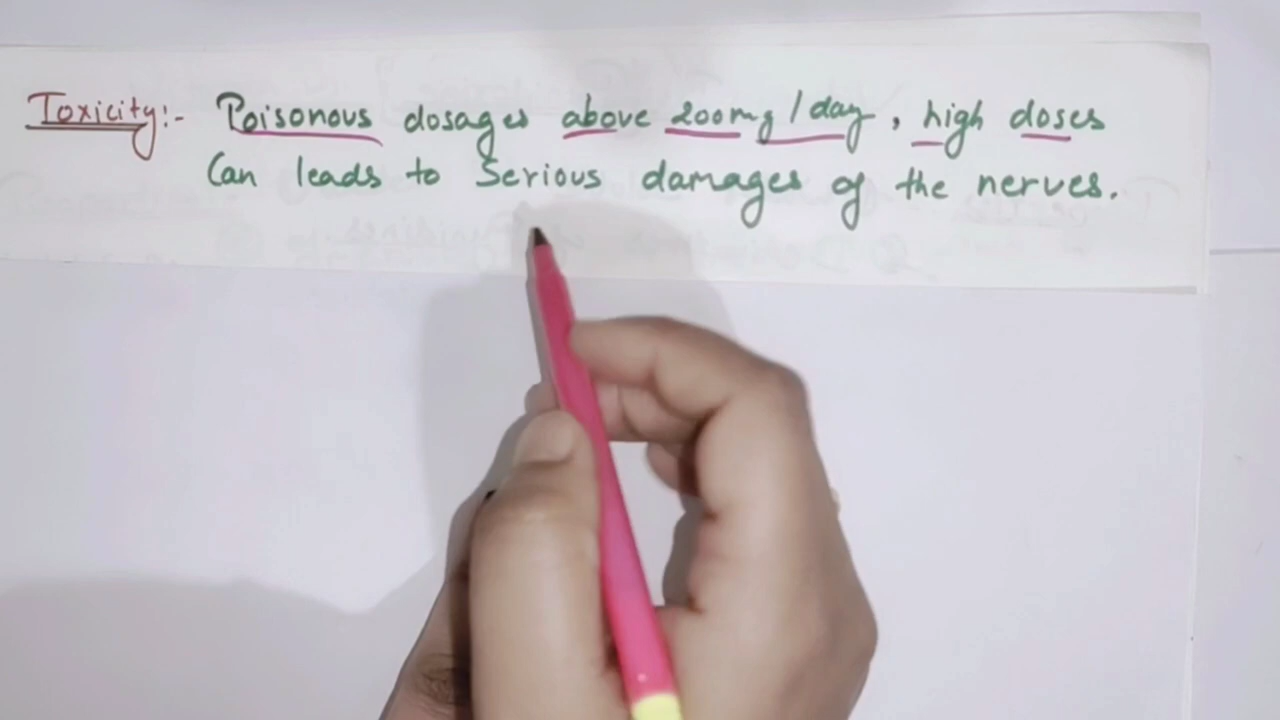 Toxicity:- Poisonous dosages above 200mg/day, high doses
Can leads to Serious damages of the nerves.